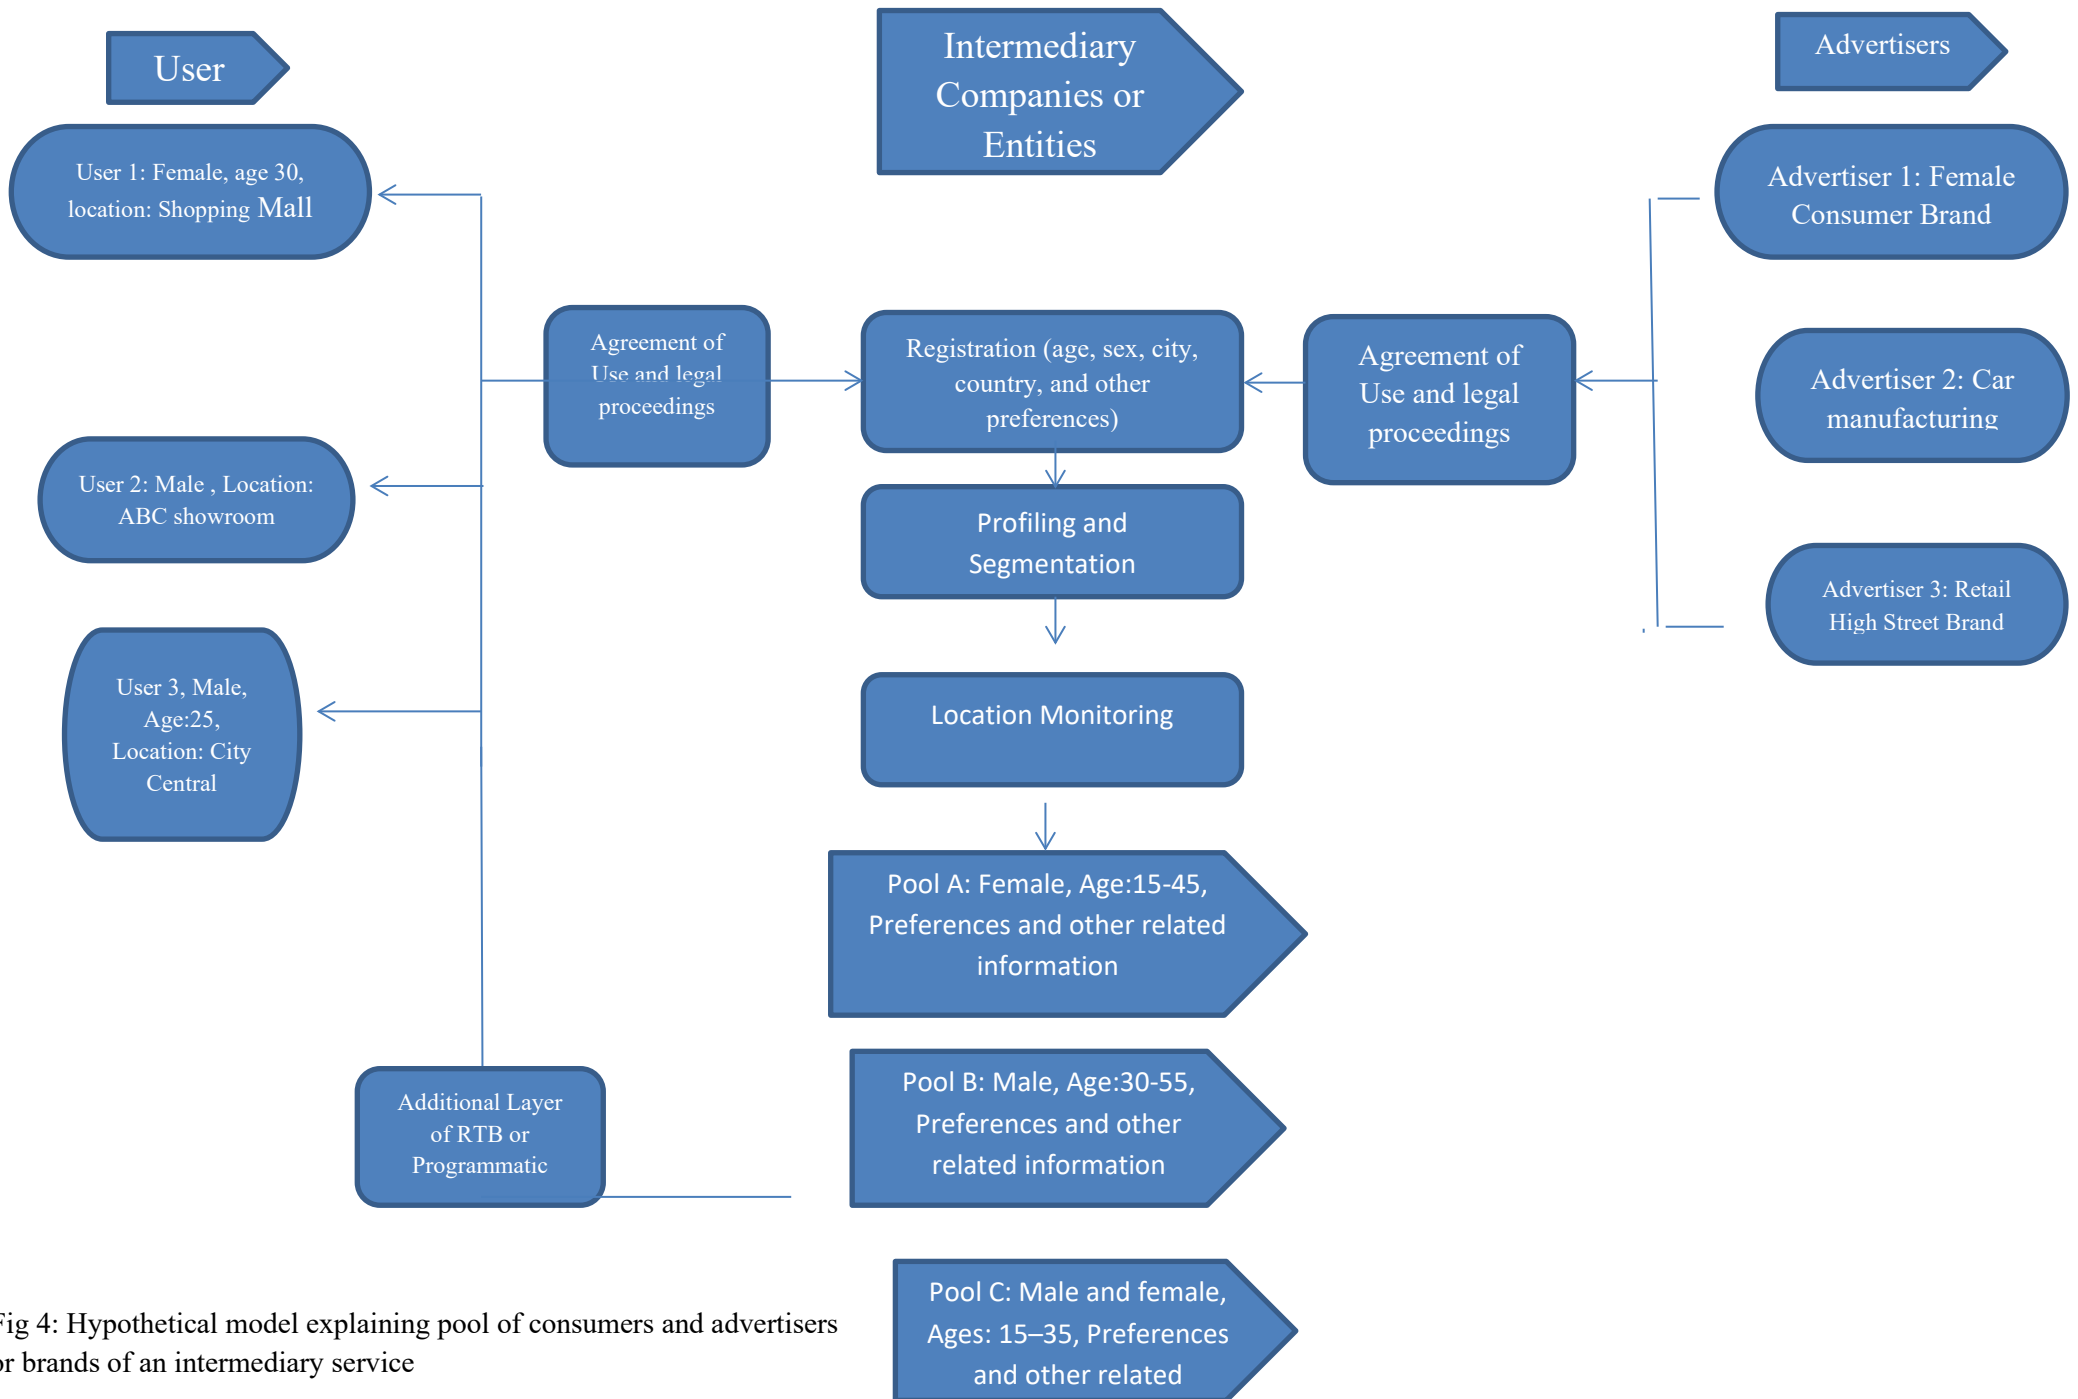 User
Intermediary
Companies or
Entities
Advertisers
User 1: Female, age 30,
location: Shopping Mall
Advertiser 1: Female
Consumer Brand
Agreement of
Use and legal
proceedings
Registration (age, sex, city,
country, and other
preferences)
Agreement of
Use and legal
proceedings
Advertiser 2: Car
manufacturing
User 2: Male , Location:
ABC showroom
Profiling and
Segmentation
Advertiser 3: Retail
High Street Brand
User 3, Male,
Age:25,
Location: City
Central
Location Monitoring
Pool A: Female, Age:15-45,
Preferences and other related
information
Additional Layer
of RTB or
Programmatic
Pool B: Male, Age:30-55,
Preferences and other
related information
Pool C: Male and female,
Ages: 15–35, Preferences
and other related
Fig 4: Hypothetical model explaining pool of consumers and advertisers
or brands of an intermediary service